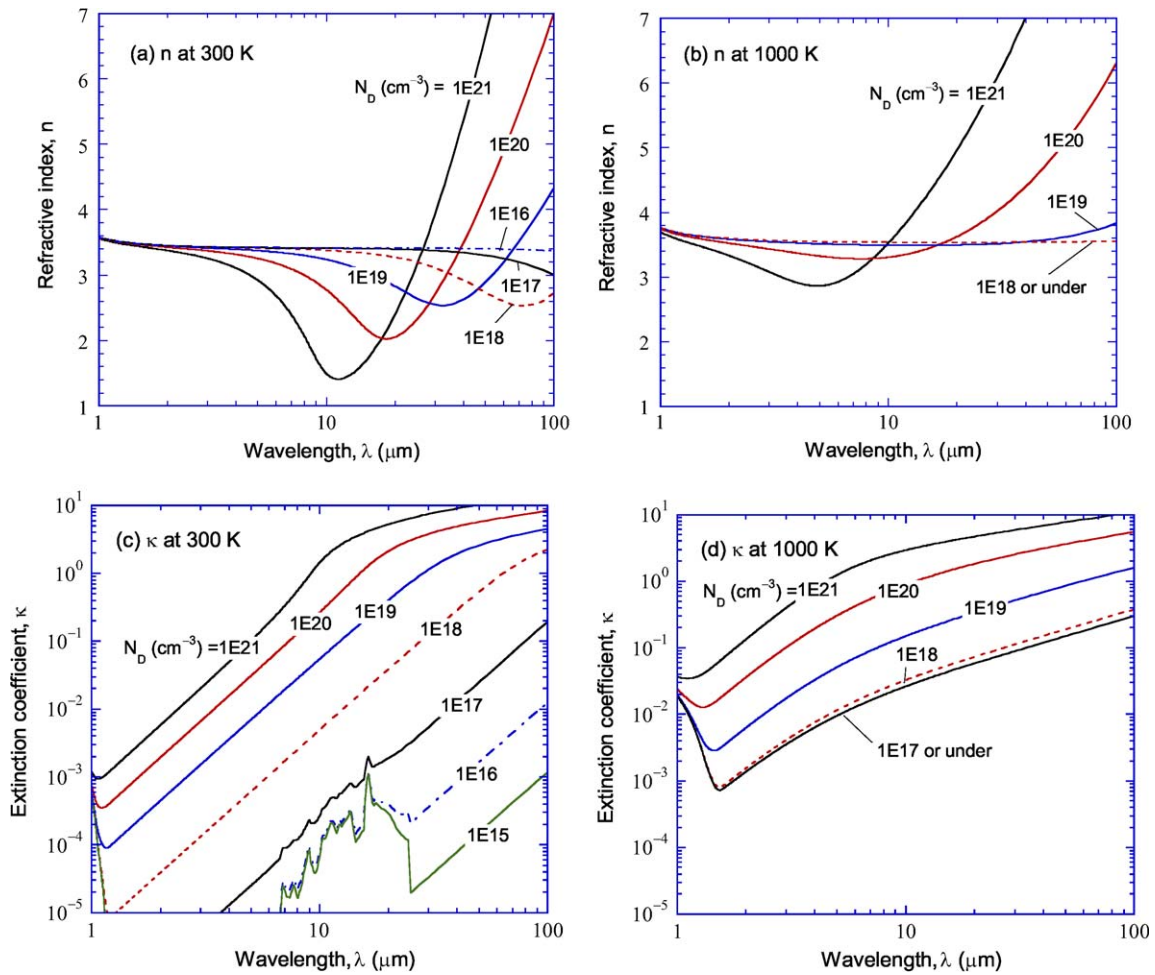 (a) n at 300 K
N_D (cm⁻³) = 1E21
1E20
1E16
1E19
1E17
1E18
7
6
5
4
3
2
1
1
10
100
Refractive index, n
Wavelength, λ (μm)
(b) n at 1000 K
N_D (cm⁻³) = 1E21
1E20
1E19
1E18 or under
7
6
5
4
3
2
1
1
10
100
Refractive index, n
Wavelength, λ (μm)
(c) κ at 300 K
N_D (cm⁻³) =1E21
1E20
1E19
1E18
1E17
1E16
1E15
10¹
10⁰
10⁻¹
10⁻²
10⁻³
10⁻⁴
10⁻⁵
1
10
100
Extinction coefficient, κ
Wavelength, λ (μm)
(d) κ at 1000 K
N_D (cm⁻³) =1E21
1E20
1E19
1E18
1E17 or under
10¹
10⁰
10⁻¹
10⁻²
10⁻³
10⁻⁴
10⁻⁵
1
10
100
Extinction coefficient, κ
Wavelength, λ (μm)